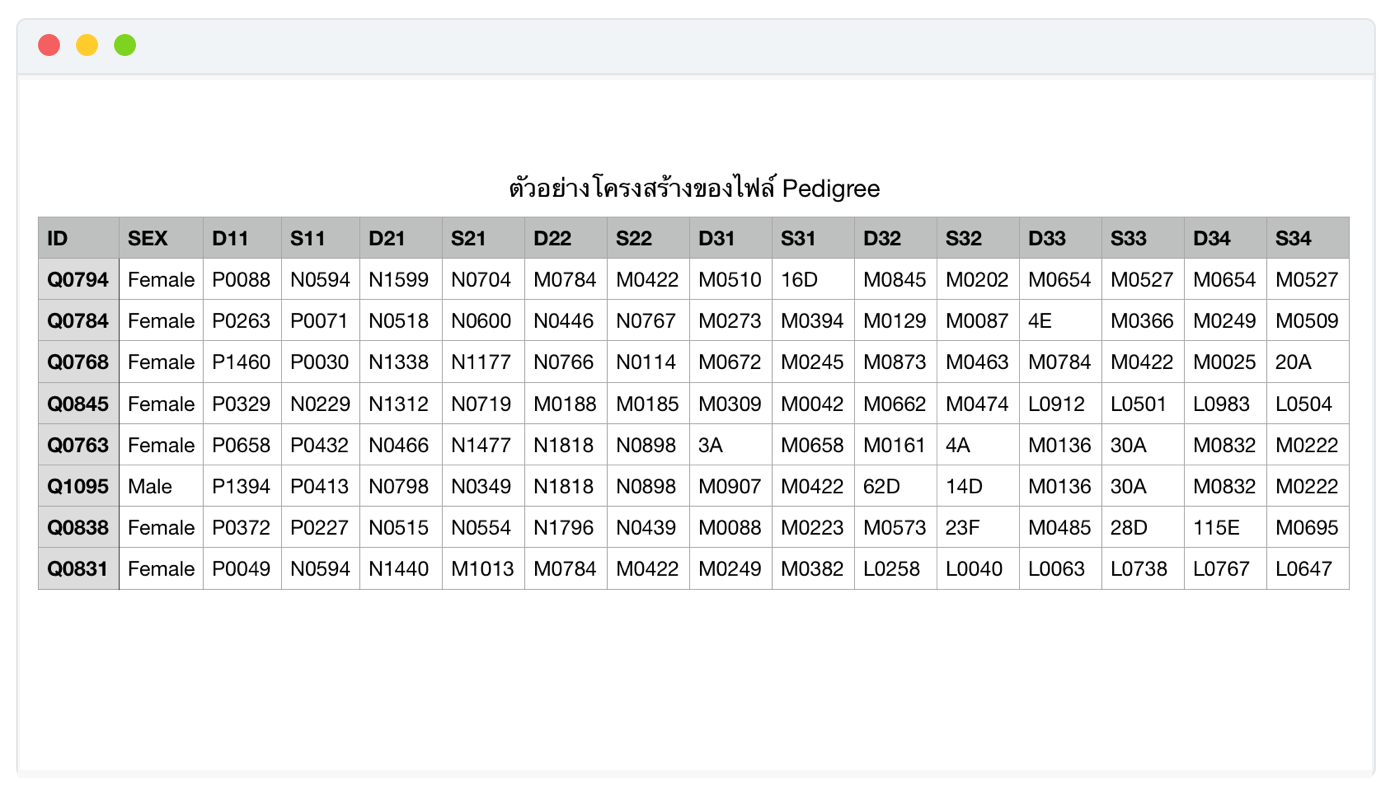 ตัวอย่างโครงสร้างของไฟล์ Pedigree
ID SEX D11 S11 D21 S21 D22 S22 D31 S31 D32 S32 D33 S33 D34 S34
Q0794 Female P0088 N0594 N1599 N0704 M0784 M0422 M0510 16D M0845 M0202 M0654 M0527 M0654 M0527
Q0784 Female P0263 P0071 N0518 N0600 N0446 N0767 M0273 M0394 M0129 M0087 4E M0366 M0249 M0509
Q0768 Female P1460 P0030 N1338 N1177 N0766 N0114 M0672 M0245 M0873 M0463 M0784 M0422 M0025 20A
Q0845 Female P0329 N0229 N1312 N0719 M0188 M0185 M0309 M0042 M0662 M0474 L0912 L0501 L0983 L0504
Q0763 Female P0658 P0432 N0466 N1477 N1818 N0898 3A M0658 M0161 4A M0136 30A M0832 M0222
Q1095 Male P1394 P0413 N0798 N0349 N1818 N0898 M0907 M0422 62D 14D M0136 30A M0832 M0222
Q0838 Female P0372 P0227 N0515 N0554 N1796 N0439 M0088 M0223 M0573 23F M0485 28D 115E M0695
Q0831 Female P0049 N0594 N1440 M1013 M0784 M0422 M0249 M0382 L0258 L0040 L0063 L0738 L0767 L0647